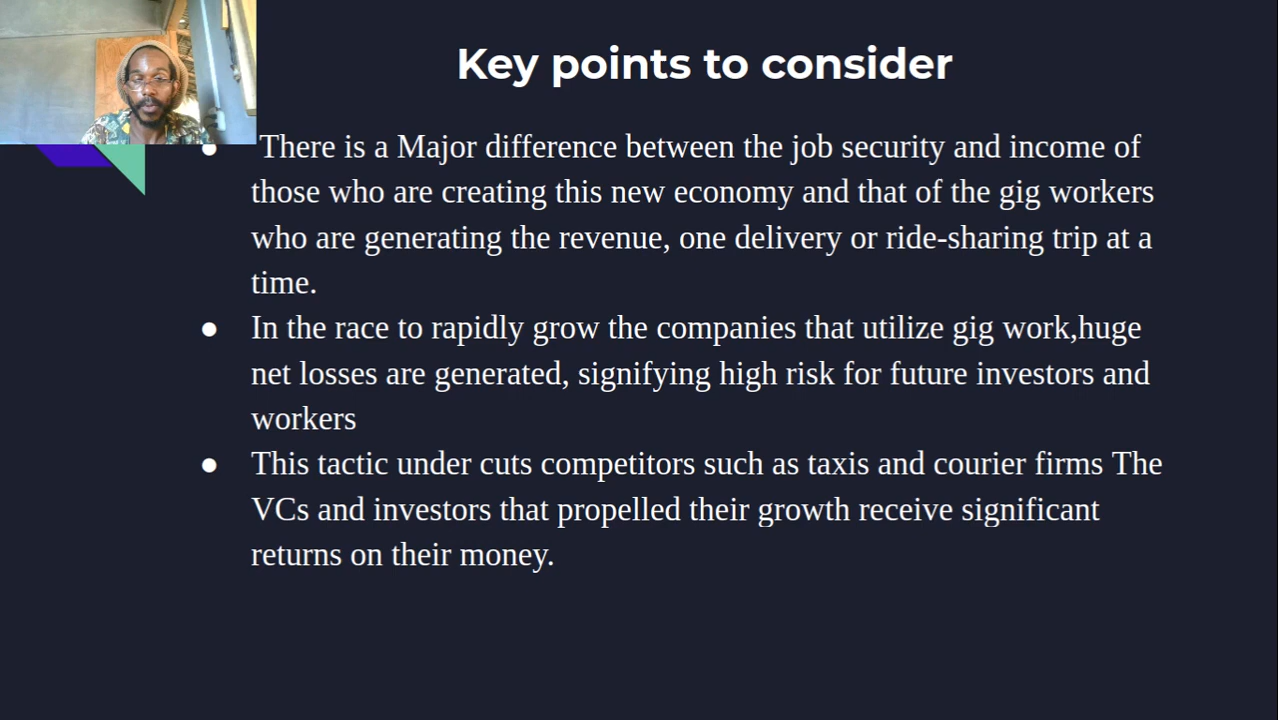 Key points to consider
● There is a Major difference between the job security and income of
those who are creating this new economy and that of the gig workers
who are generating the revenue, one delivery or ride-sharing trip at a
time.
● In the race to rapidly grow the companies that utilize gig work,huge
net losses are generated, signifying high risk for future investors and
workers
● This tactic under cuts competitors such as taxis and courier firms The
VCs and investors that propelled their growth receive significant
returns on their money.